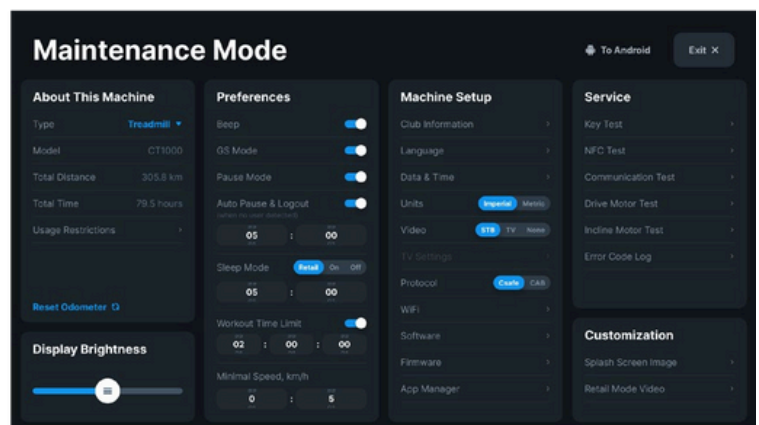 Maintenance Mode
To Android
Exit ×
About This Machine
Type Treadmill
Model CT1000
Total Distance 305.8 km
Total Time 79.5 hours
Usage Restrictions
Reset Odometer
Display Brightness
Preferences
Beep
GS Mode
Pause Mode
Auto Pause & Logout
(when no user detected)
05 : 00
Sleep Mode Retail On Off
05 : 00
Workout Time Limit
02 : 00 : 00
Minimal Speed, km/h
0 : 5
Machine Setup
Club Information
Language
Data & Time
Units Imperial Metric
Video STB TV None
TV Settings
Protocol Csafe CAB
WiFi
Software
Firmware
App Manager
Service
Key Test
NFC Test
Communication Test
Drive Motor Test
Incline Motor Test
Error Code Log
Customization
Splash Screen Image
Retail Mode Video